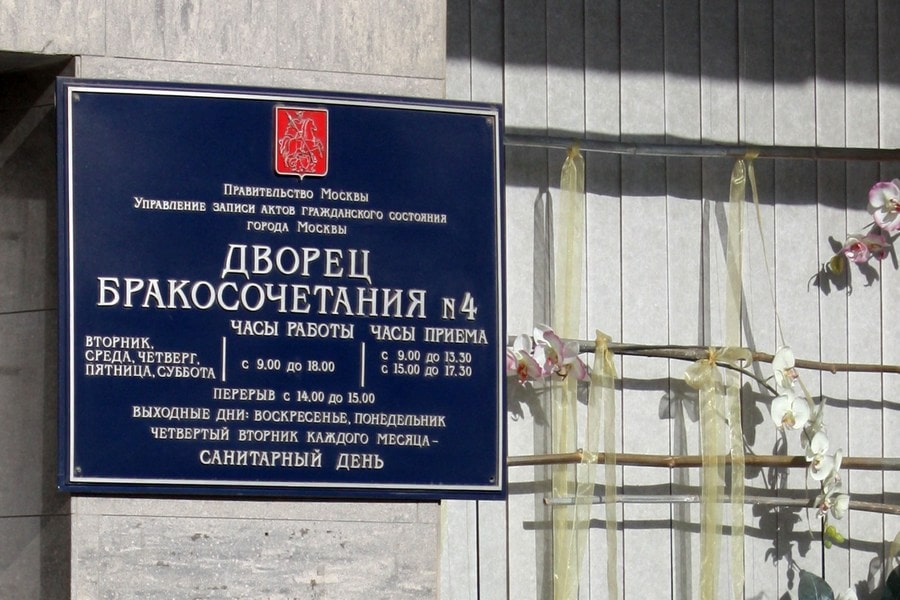 Правительство Москвы
Управление записи актов гражданского состояния
города Москвы
ДВОРЕЦ
БРАКОСОЧЕТАНИЯ N4
ЧАСЫ РАБОТЫ ЧАСЫ ПРИЕМА
ВТОРНИК,
СРЕДА, ЧЕТВЕРГ,
ПЯТНИЦА, СУББОТА
с 9.00 до 18.00
с 9.00 до 13.30
с 15.00 до 17.30
ПЕРЕРЫВ с 14.00 до 15.00
ВЫХОДНЫЕ ДНИ: ВОСКРЕСЕНЬЕ, ПОНЕДЕЛЬНИК
ЧЕТВЕРТЫЙ ВТОРНИК КАЖДОГО МЕСЯЦА-
САНИТАРНЫЙ ДЕНЬ